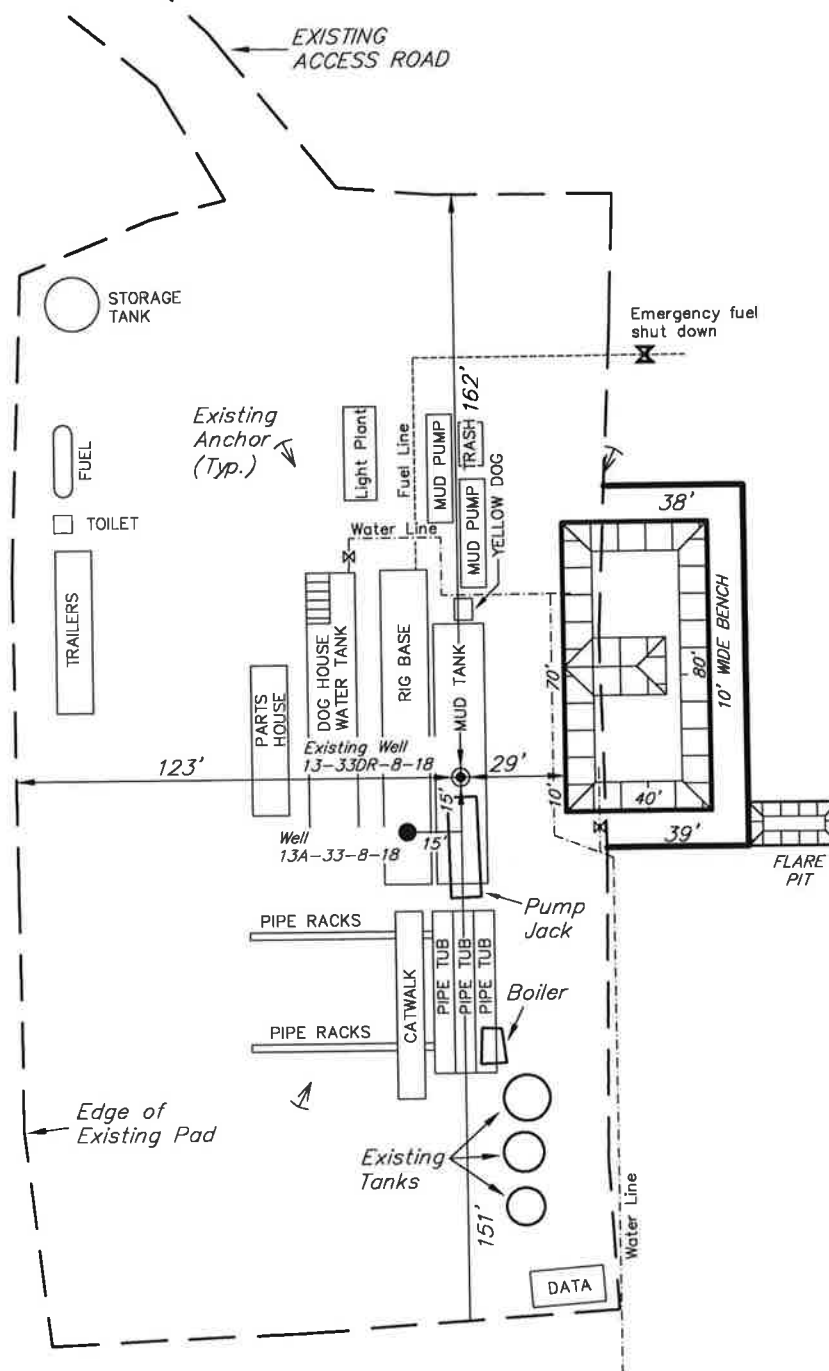 EXISTING
ACCESS ROAD
STORAGE
TANK
Emergency fuel
shut down
162'
Existing
Anchor
(Typ.)
Light Plant
Fuel Line
MUD PUMP
TRASH
FUEL
TOILET
Water Line
MUD PUMP
YELLOW DOG
38'
TRAILERS
PARTS
HOUSE
DOG HOUSE
WATER TANK
RIG BASE
MUD TANK
70'
80'
10' WIDE BENCH
Existing Well
13-33DR-8-18
123'
29'
10'
40'
15'
Well
13A-33-8-18
15'
39'
FLARE
PIT
Pump
Jack
PIPE RACKS
CATWALK
PIPE TUB
PIPE TUB
PIPE TUB
Boiler
PIPE RACKS
Edge of
Existing Pad
Existing
Tanks
151'
Water Line
DATA